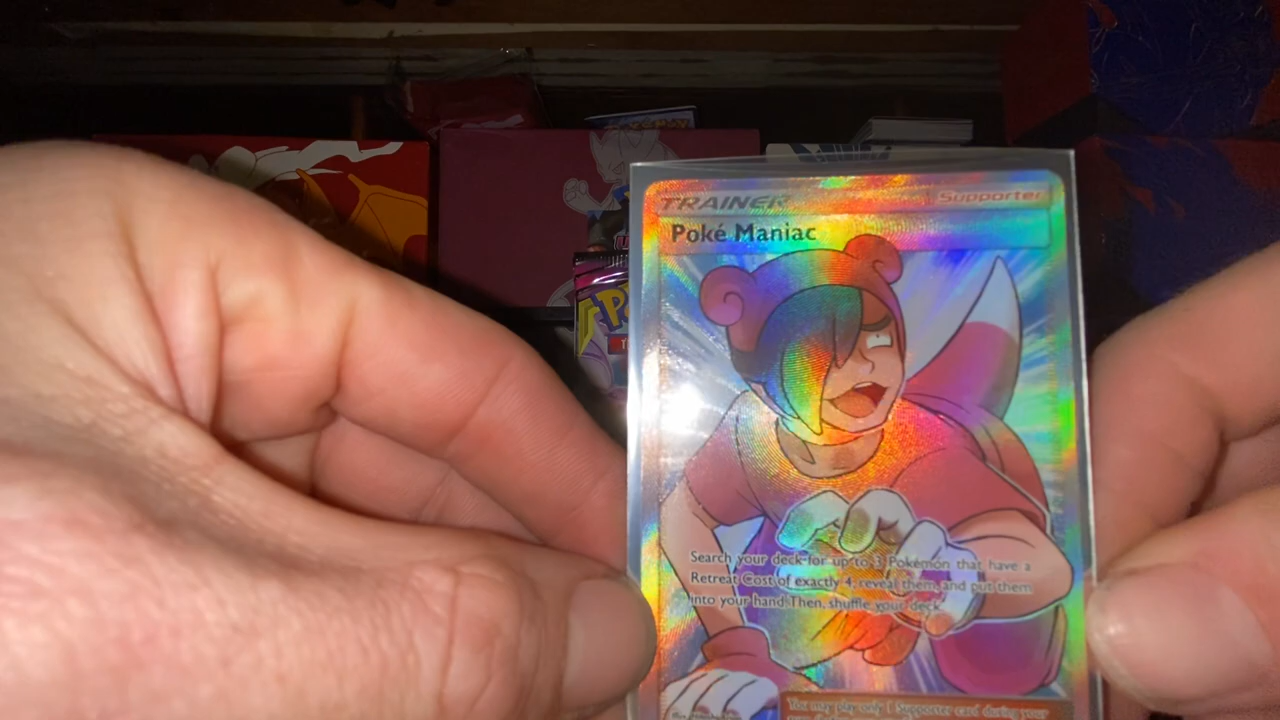 POKÉMON
TRAINER
Supporter
Poké Maniac
Search your deck for up to 3 Pokémon that have a
Retreat Cost of exactly 4, reveal them, and put them
into your hand. Then, shuffle your deck.
You may play only 1 Supporter card during your